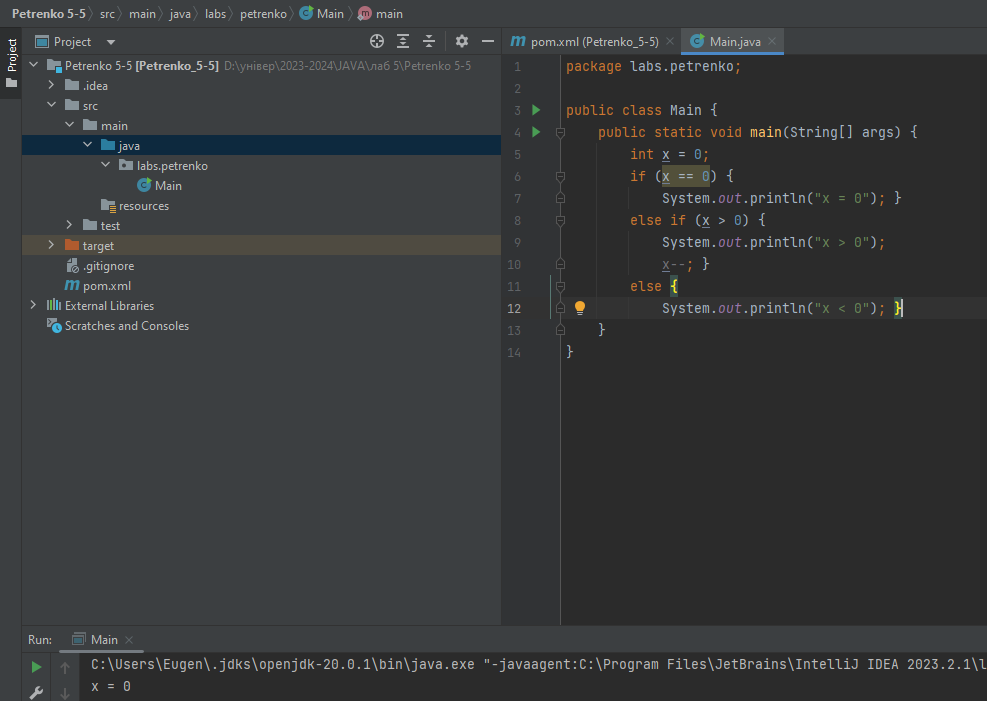 Petrenko 5-5 src main java labs petrenko Main main
Project
Project
pom.xml (Petrenko_5-5) Main.java
Petrenko 5-5 [Petrenko_5-5] D:\універ\2023-2024\JAVA\лаб 5\Petrenko 5-5
.idea
src
main
java
labs.petrenko
Main
resources
test
target
.gitignore
pom.xml
External Libraries
Scratches and Consoles
1 package labs.petrenko;
2
3 public class Main {
4 public static void main(String[] args) {
5 int x = 0;
6 if (x == 0) {
7 System.out.println("x = 0"); }
8 else if (x > 0) {
9 System.out.println("x > 0");
10 x--; }
11 else {
12 System.out.println("x < 0"); }
13 }
14 }
Run: Main
C:\Users\Eugen\.jdks\openjdk-20.0.1\bin\java.exe "-javaagent:C:\Program Files\JetBrains\IntelliJ IDEA 2023.2.1\l
x = 0